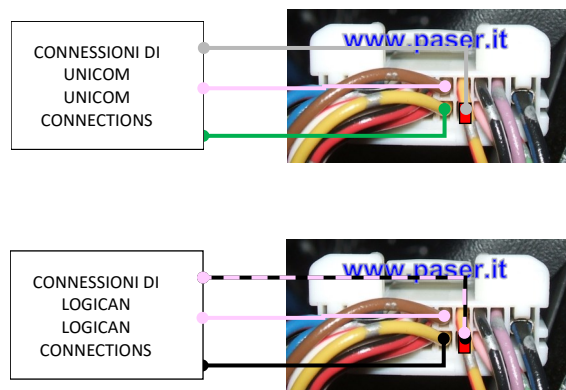 CONNESSIONI DI
UNICOM
UNICOM
CONNECTIONS
www.paser.it
CONNESSIONI DI
LOGICAN
LOGICAN
CONNECTIONS
www.paser.it